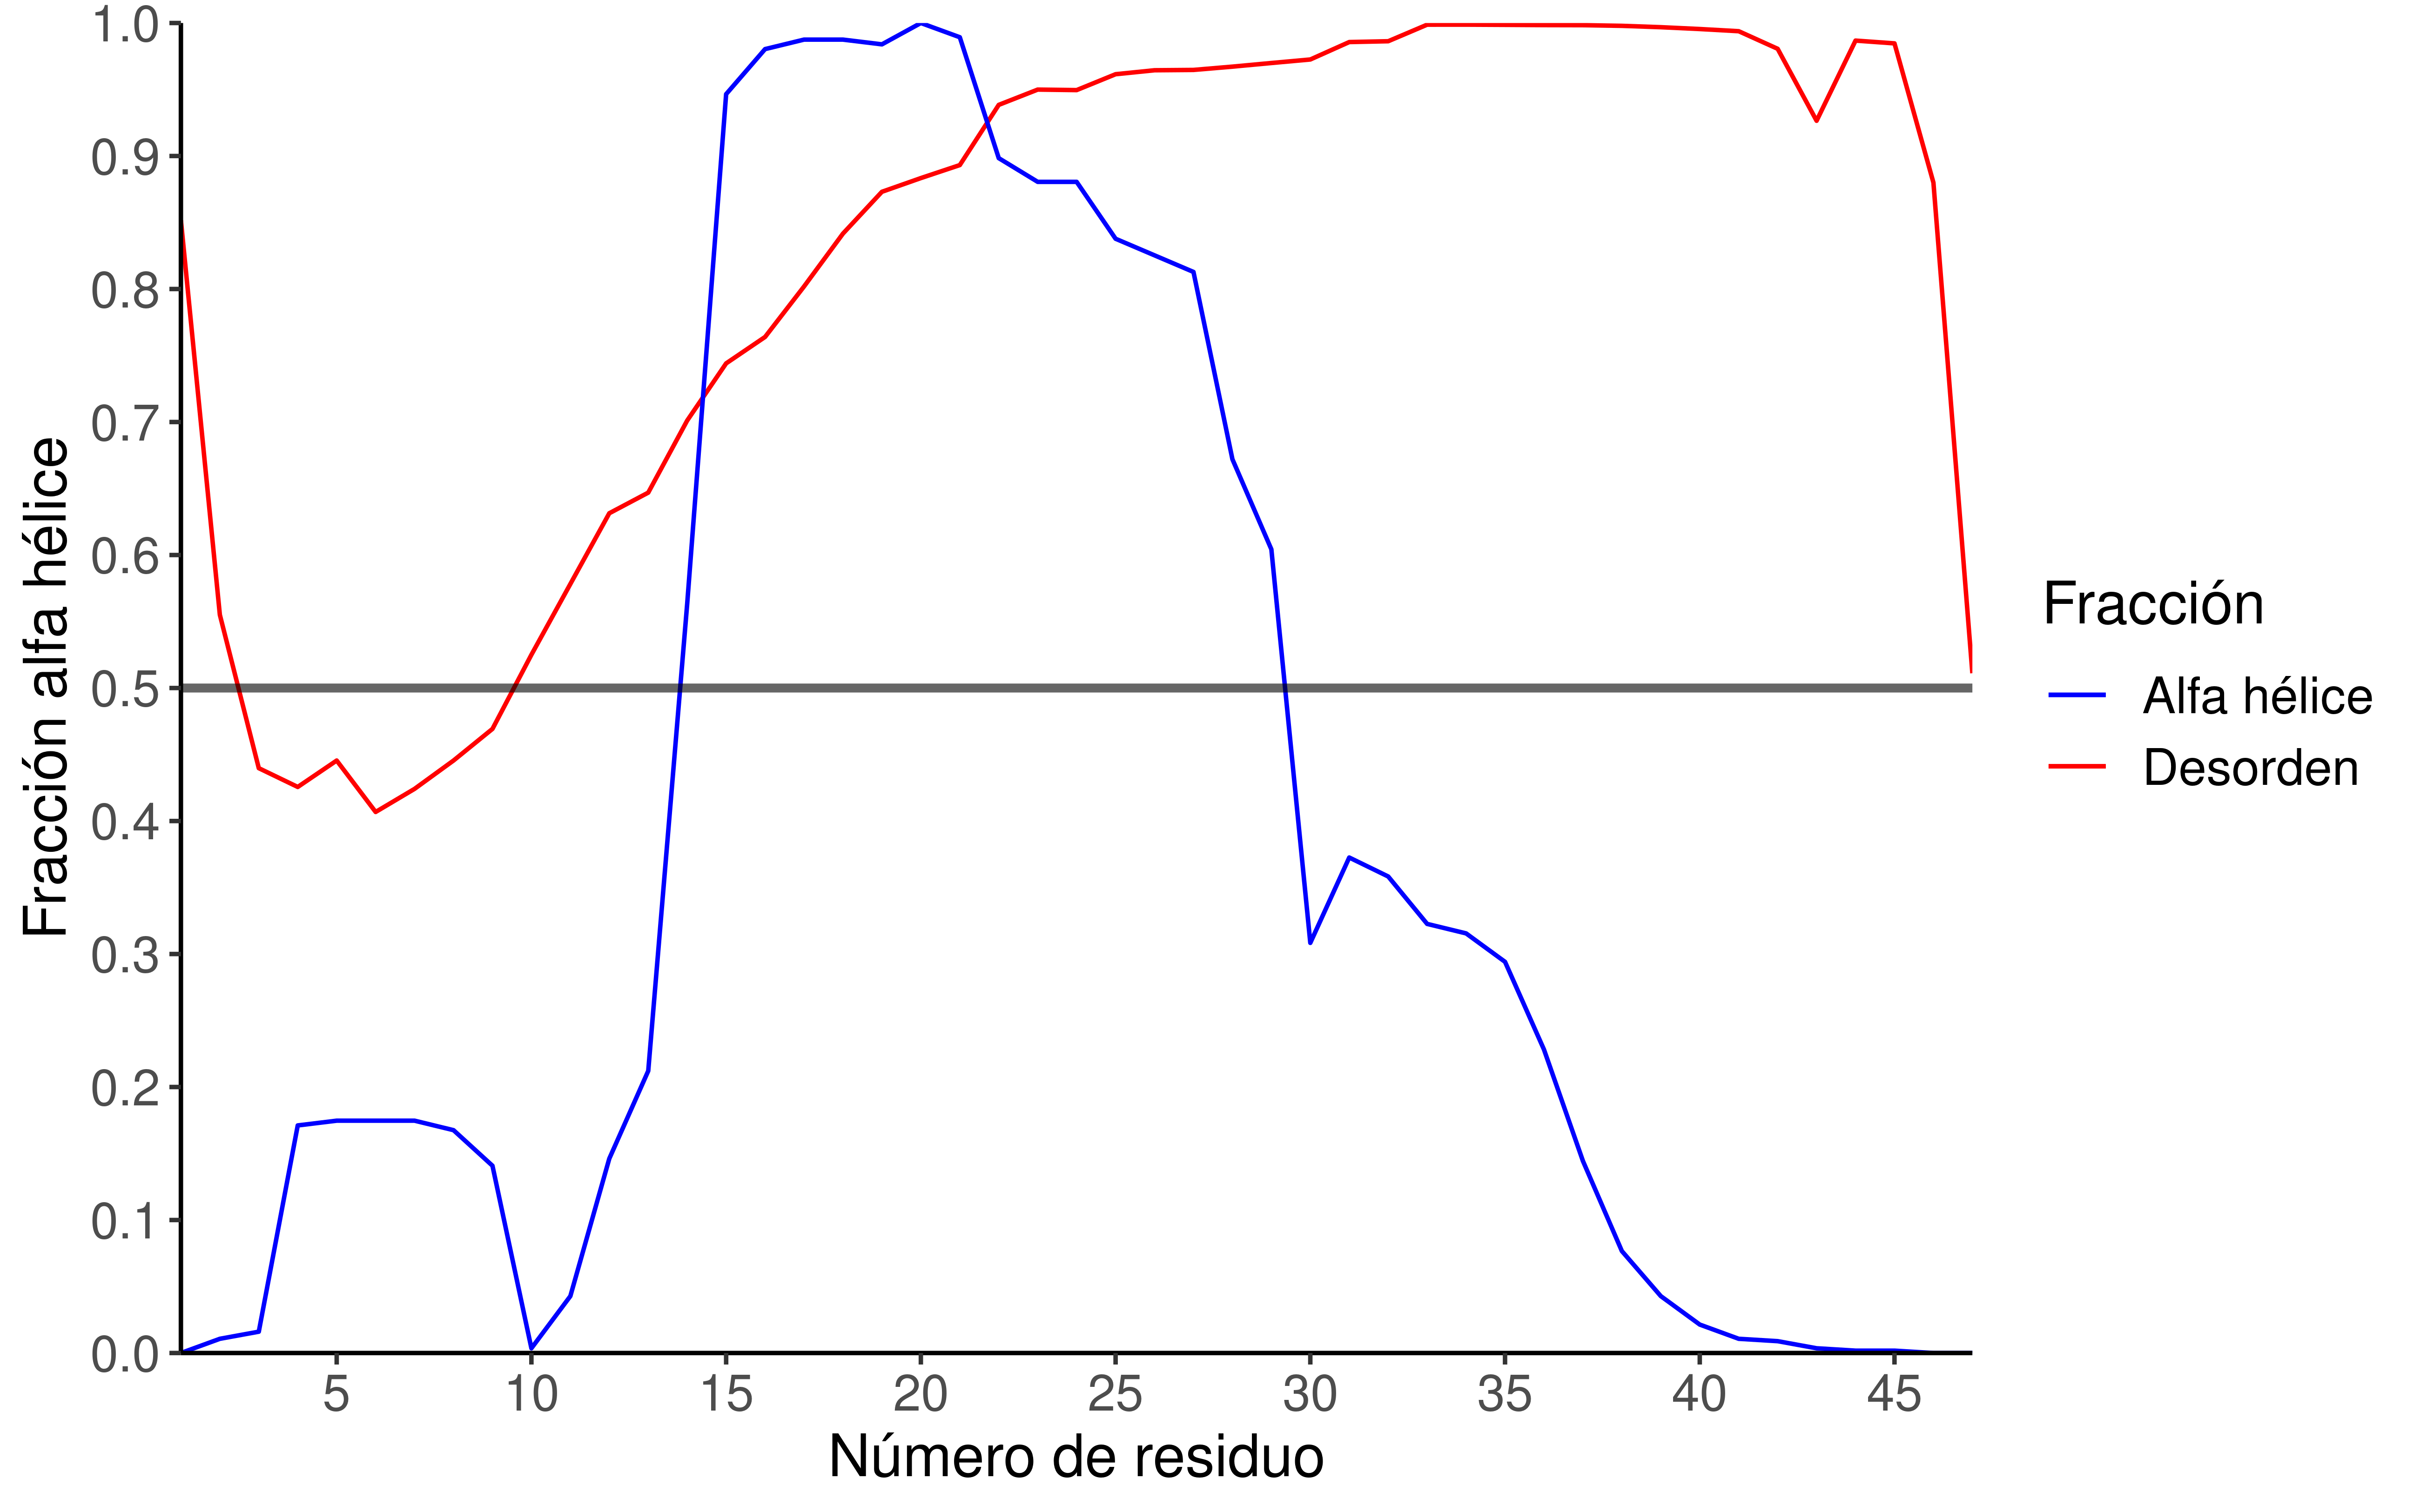 Fracción alfa hélice
1.0
0.9
0.8
0.7
0.6
0.5
0.4
0.3
0.2
0.1
0.0
5 10 15 20 25 30 35 40 45
Número de residuo
Fracción
Alfa hélice
Desorden